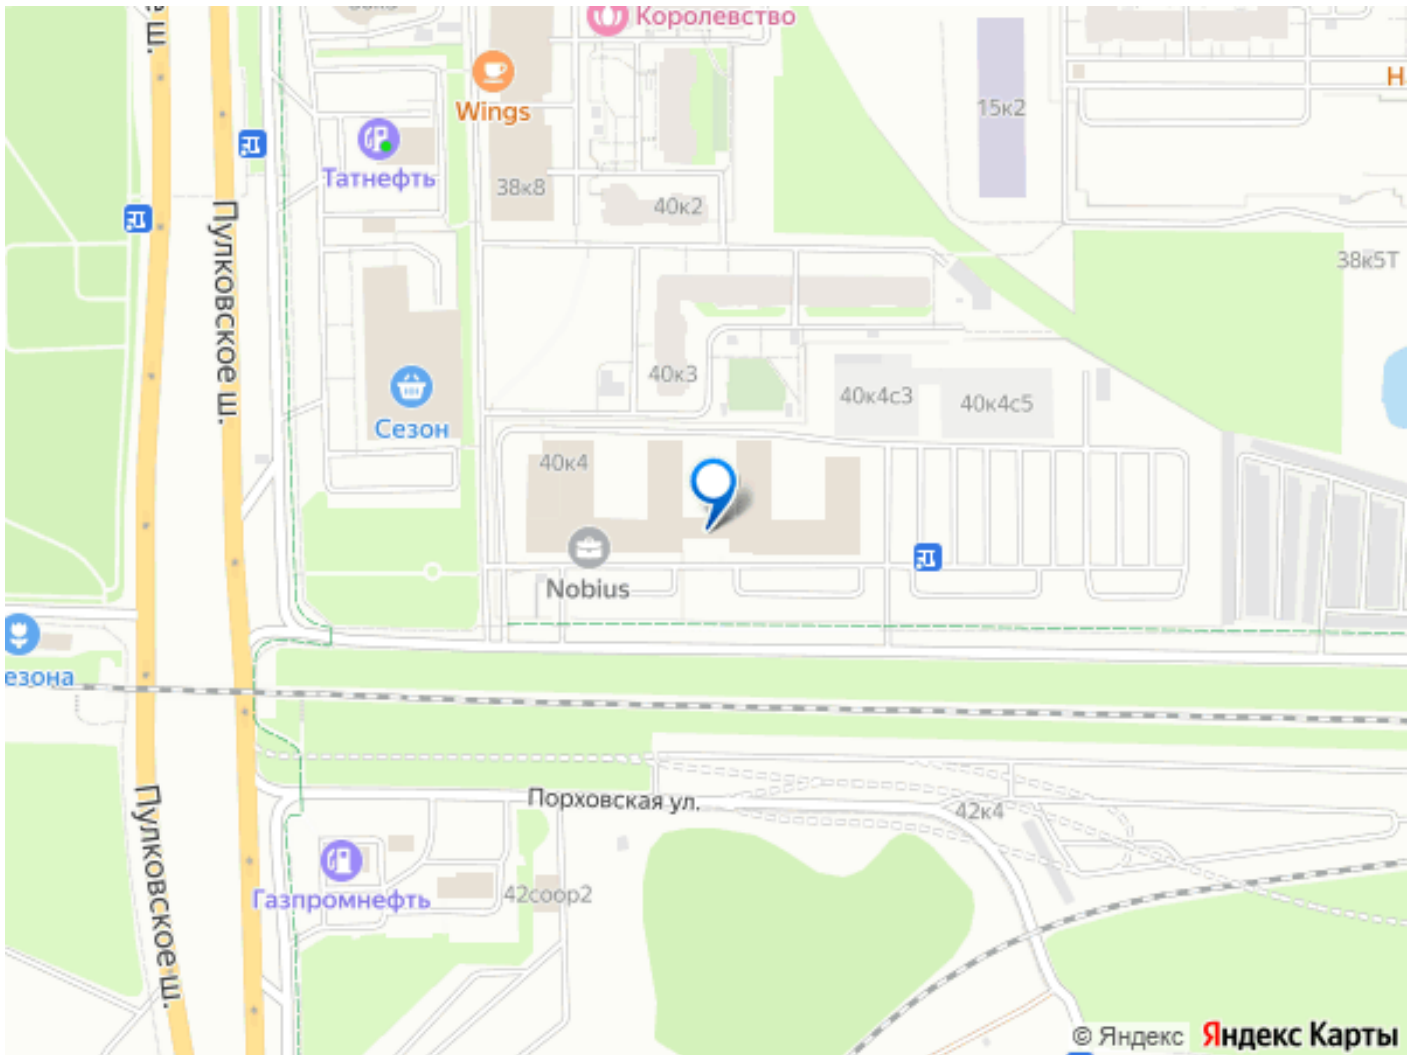 Королевство
ш.
Wings
15к2
Татнефть
38к8
40к2
Пулковское ш.
38к5Т
40к3
40к4с3
40к4с5
Сезон
40к4
Nobius
езона
Порховская ул.
42к4
Пулковское ш.
Газпромнефть
42соор2
© Яндекс Яндекс Карты